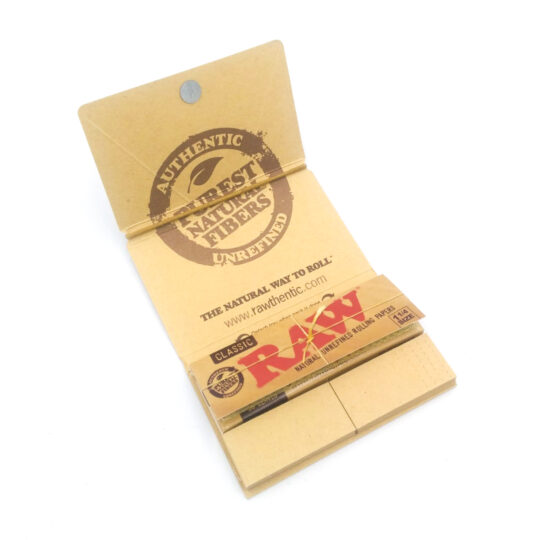 AUTHENTIC
PUREST
NATURAL
FIBERS
UNREFINED
THE NATURAL WAY TO ROLL
www.rawthentic.com
CLASSIC
RAW
NATURAL UNREFINED ROLLING PAPERS
1 1/4
SIZE